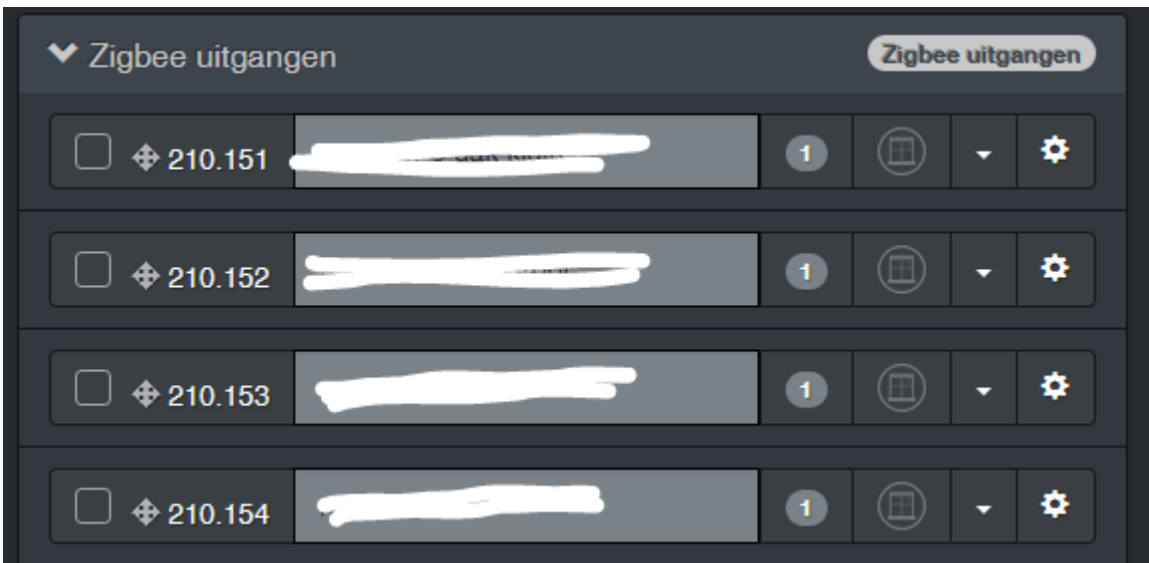 Zigbee uitgangen Zigbee uitgangen
210.151 1
210.152 1
210.153 1
210.154 1